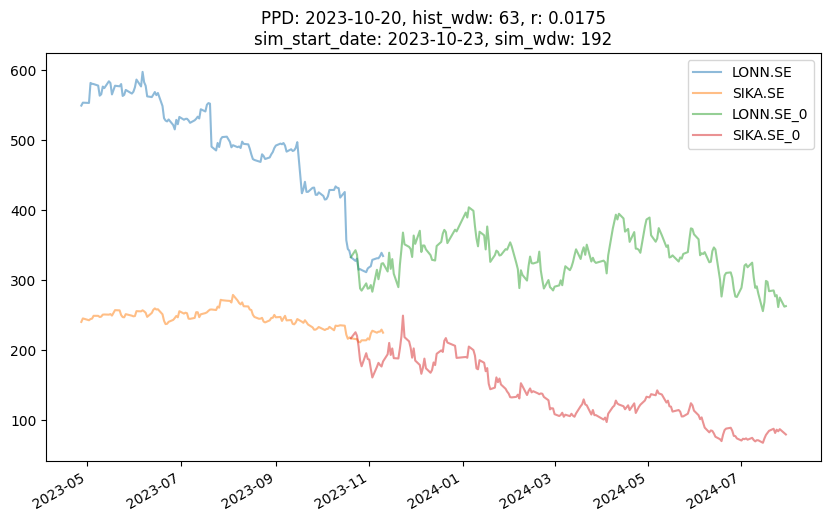 PPD: 2023-10-20, hist_wdw: 63, r: 0.0175
sim_start_date: 2023-10-23, sim_wdw: 192
LONN.SE
SIKA.SE
LONN.SE_0
SIKA.SE_0
600
500
400
300
200
100
2023-05
2023-07
2023-09
2023-11
2024-01
2024-03
2024-05
2024-07